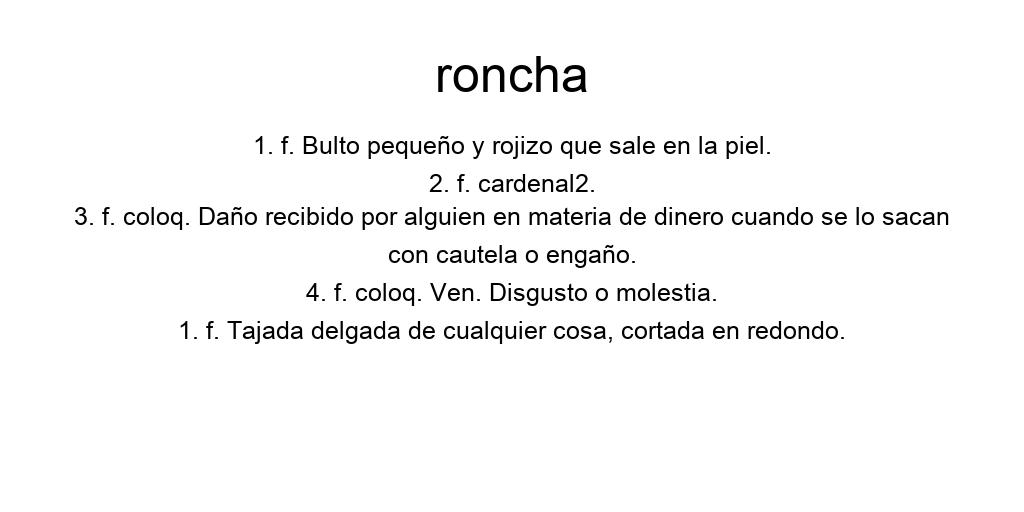 roncha
1. f. Bulto pequeño y rojizo que sale en la piel.
2. f. cardenal2.
3. f. coloq. Daño recibido por alguien en materia de dinero cuando se lo sacan
con cautela o engaño.
4. f. coloq. Ven. Disgusto o molestia.
1. f. Tajada delgada de cualquier cosa, cortada en redondo.